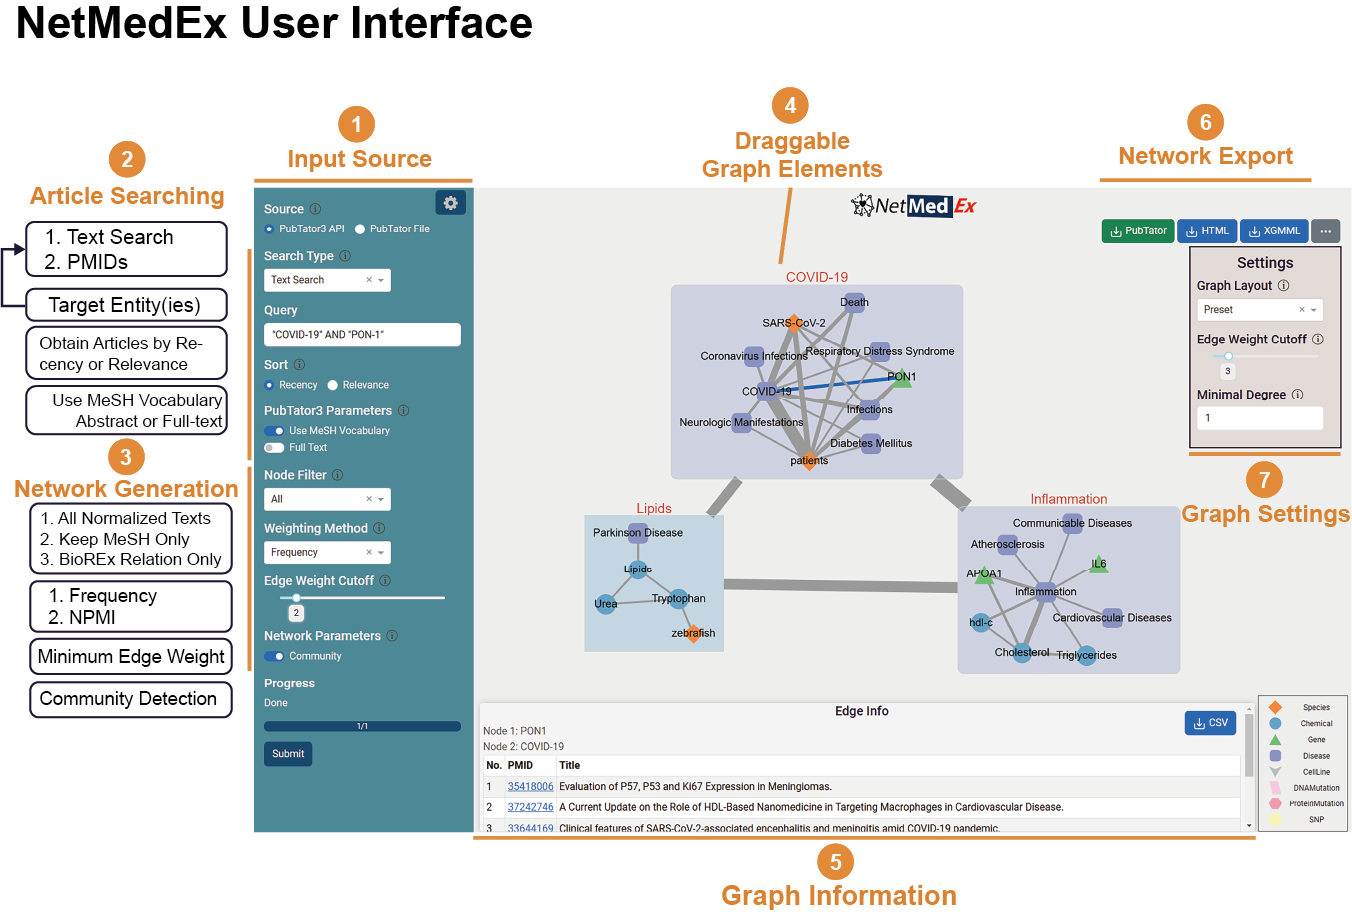 NetMedEx User Interface
1
Input Source
2
Article Searching
1. Text Search
2. PMIDs
Target Entity(ies)
Obtain Articles by Re-
cency or Relevance
Use MeSH Vocabulary
Abstract or Full-text
3
Network Generation
1. All Normalized Texts
2. Keep MeSH Only
3. BioREx Relation Only
1. Frequency
2. NPMI
Minimum Edge Weight
Community Detection
Source
PubTator3 API PubTator File
Search Type
Text Search
Query
"COVID-19" AND "PON-1"
Sort
Recency Relevance
PubTator3 Parameters
Use MeSH Vocabulary
Full Text
Node Filter
All
Weighting Method
Frequency
Edge Weight Cutoff
2
Network Parameters
Community
Progress
Done
1/1
Submit
4
Draggable
Graph Elements
NetMedEx
COVID-19
Death
SARS-CoV-2
Coronavirus Infections
Respiratory Distress Syndrome
PON1
COVID-19
Infections
Neurologic Manifestations
Diabetes Mellitus
patients
Lipids
Parkinson Disease
Lipids
Urea
Tryptophan
zebrafish
Inflammation
Communicable Diseases
Atherosclerosis
IL6
APOA1
Inflammation
hdl-c
Cardiovascular Diseases
Cholesterol
Triglycerides
6
Network Export
PubTator HTML XGMML ...
Settings
Graph Layout
Preset
Edge Weight Cutoff
3
Minimal Degree
1
7
Graph Settings
Edge Info
CSV
Node 1: PON1
Node 2: COVID-19
No. PMID Title
1 35418006 Evaluation of P57, P53 and Ki67 Expression in Meningiomas.
2 37242746 A Current Update on the Role of HDL-Based Nanomedicine in Targeting Macrophages in Cardiovascular Disease.
3 33644169 Clinical features of SARS-CoV-2-associated encephalitis and meningitis amid COVID-19 pandemic.
Species
Chemical
Gene
Disease
CellLine
DNAMutation
ProteinMutation
SNP
5
Graph Information